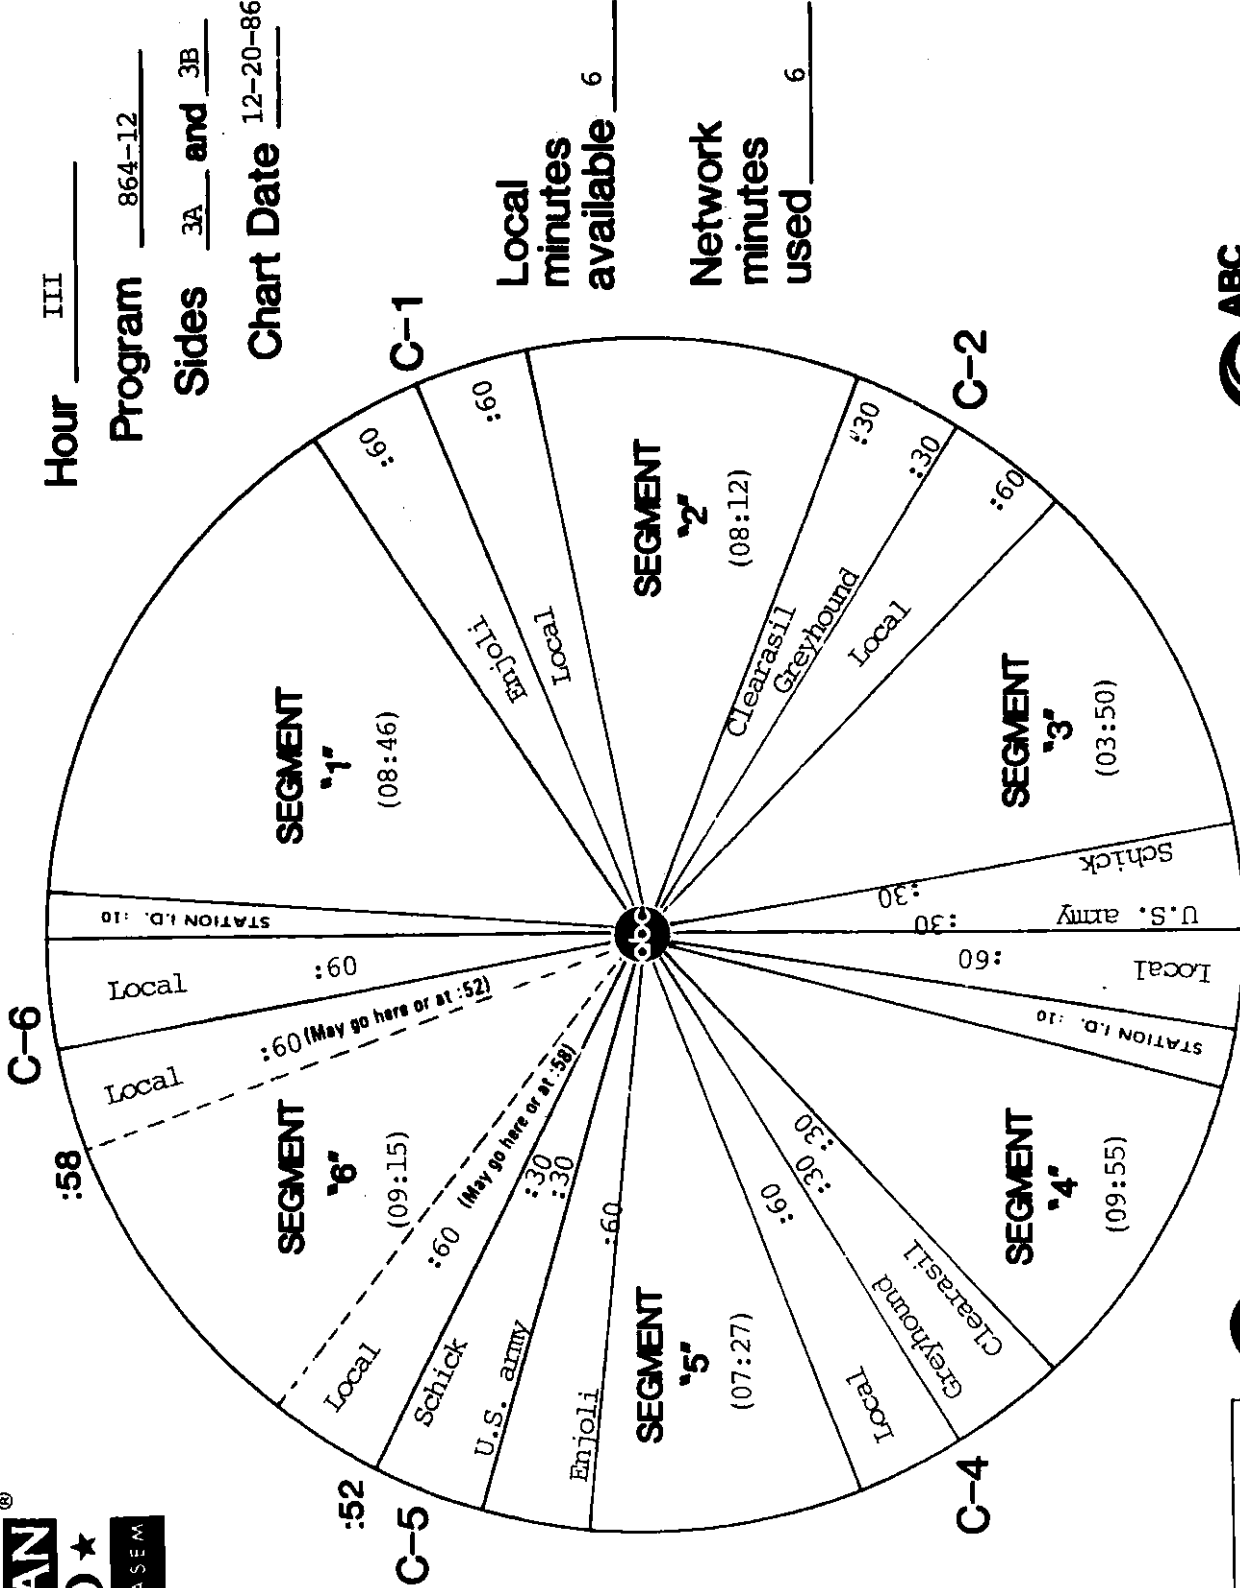 Hour III
Program 864-12
Sides 3A and 3B
Chart Date 12-20-86
Local
minutes
available 6
Network
minutes
used 6
ABC
C-1
C-2
C-4
C-5
:52
:58
C-6
STATION I.D. :10
SEGMENT
"1"
(08:46)
Enjoli :60
Local :60
SEGMENT
"2"
(08:12)
Clearasil :30
Greyhound :30
Local :60
SEGMENT
"3"
(03:50)
Schick :30
U.S. army :30
Local :60
STATION I.D. :10
SEGMENT
"4"
(09:55)
Clearasil :30
Greyhound :30
Local :60
SEGMENT
"5"
(07:27)
Enjoli :60
U.S. army :30
Schick :30
Local :60 (May go here or at :58)
SEGMENT
"6"
(09:15)
Local :60 (May go here or at :52)
Local :60
abc
AN ®
ASEM